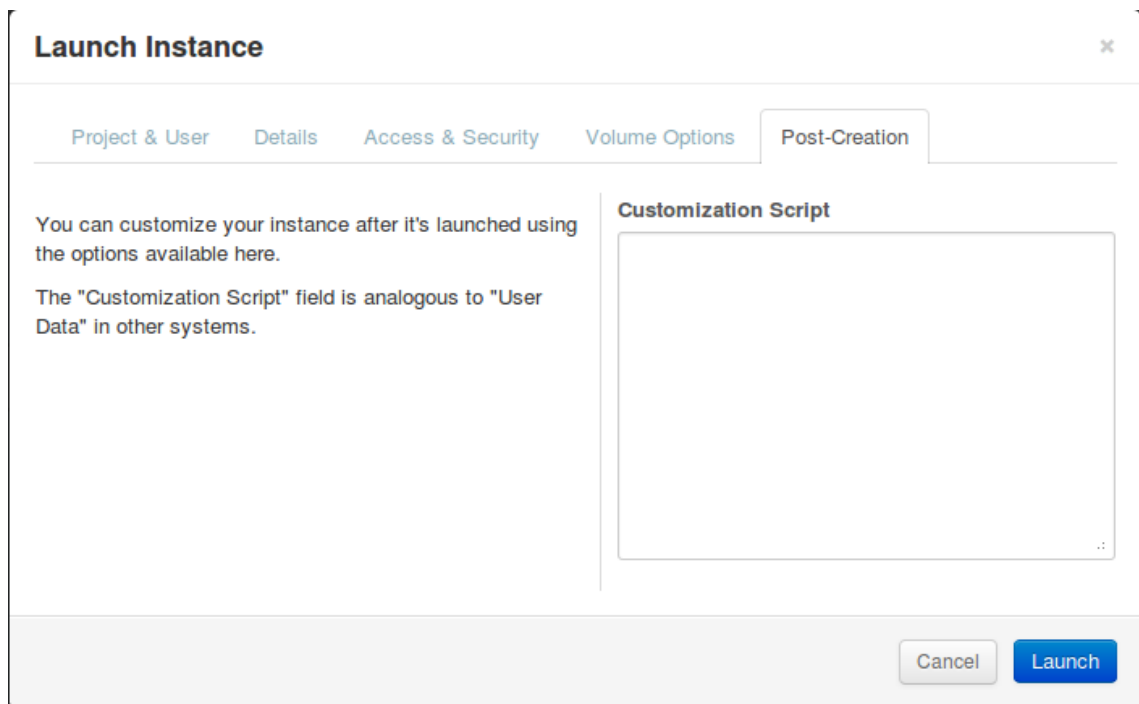 Launch Instance
×
Project & User
Details
Access & Security
Volume Options
Post-Creation
You can customize your instance after it's launched using
the options available here.
The "Customization Script" field is analogous to "User
Data" in other systems.
Customization Script
Cancel
Launch